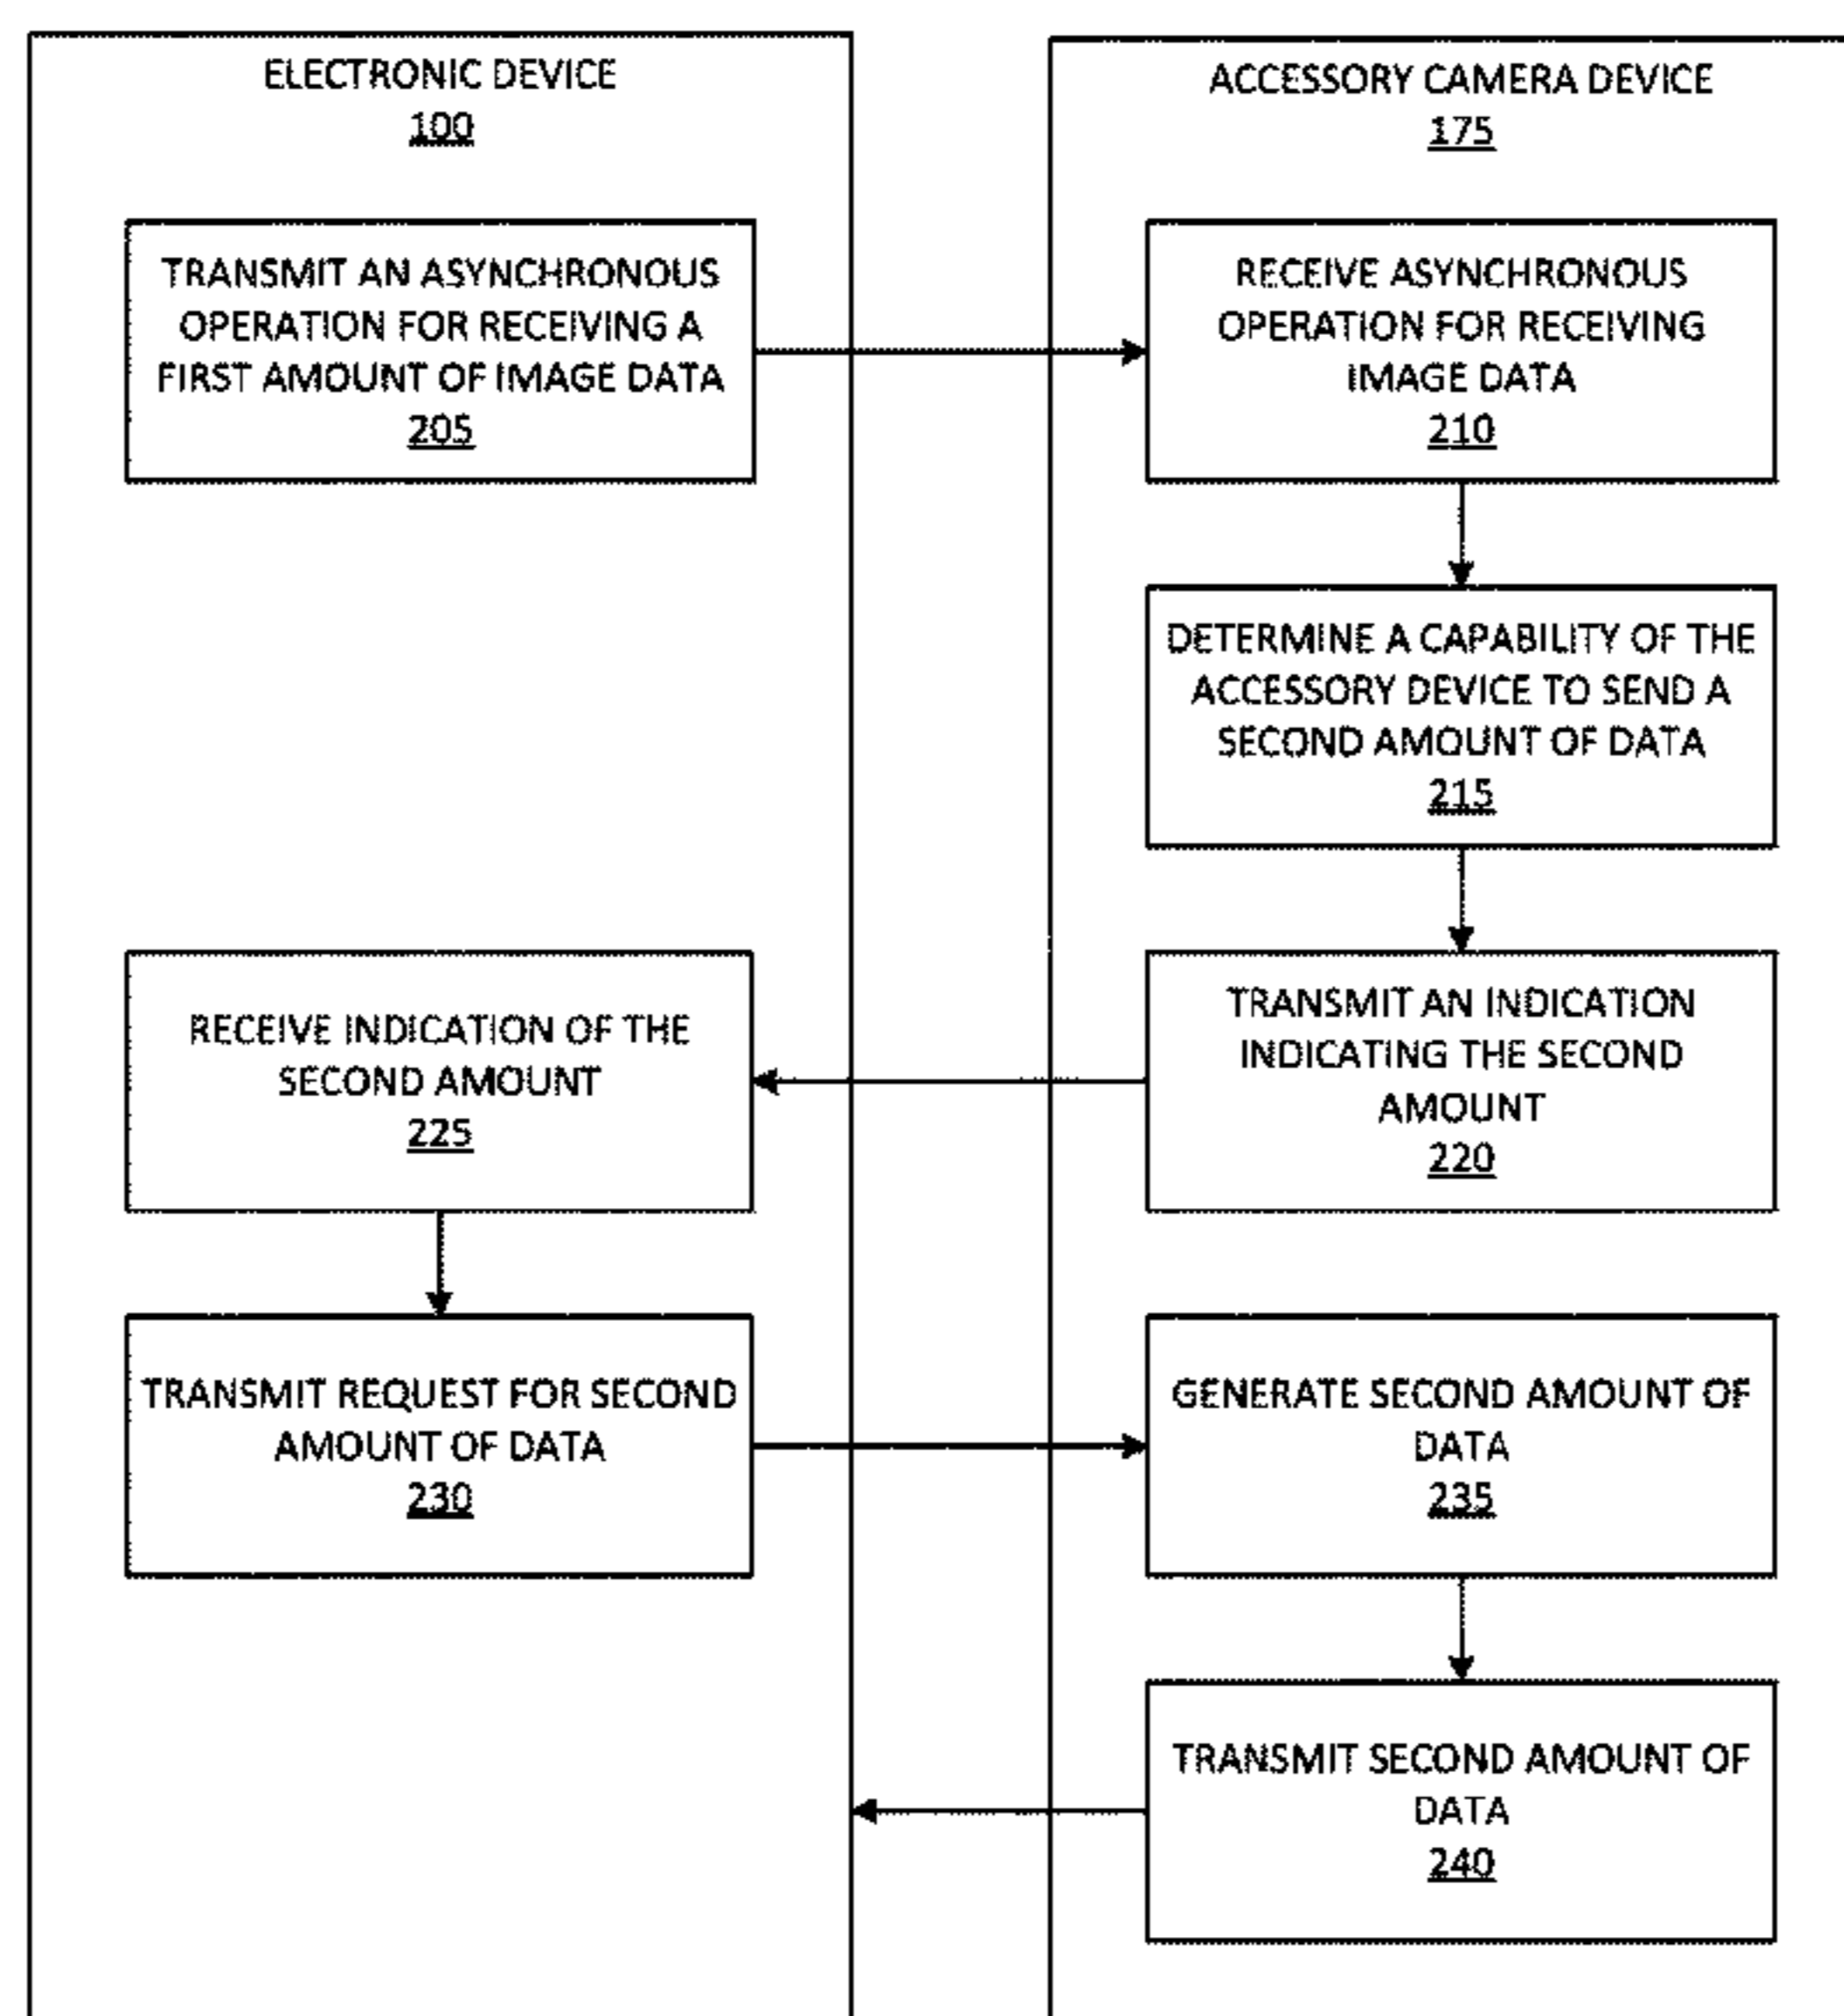 ELECTRONIC DEVICE
100
ACCESSORY CAMERA DEVICE
175
TRANSMIT AN ASYNCHRONOUS
OPERATION FOR RECEIVING A
FIRST AMOUNT OF IMAGE DATA
205
RECEIVE ASYNCHRONOUS
OPERATION FOR RECEIVING
IMAGE DATA
210
DETERMINE A CAPABILITY OF THE
ACCESSORY DEVICE TO SEND A
SECOND AMOUNT OF DATA
215
TRANSMIT AN INDICATION
INDICATING THE SECOND
AMOUNT
220
RECEIVE INDICATION OF THE
SECOND AMOUNT
225
TRANSMIT REQUEST FOR SECOND
AMOUNT OF DATA
230
GENERATE SECOND AMOUNT OF
DATA
235
TRANSMIT SECOND AMOUNT OF
DATA
240